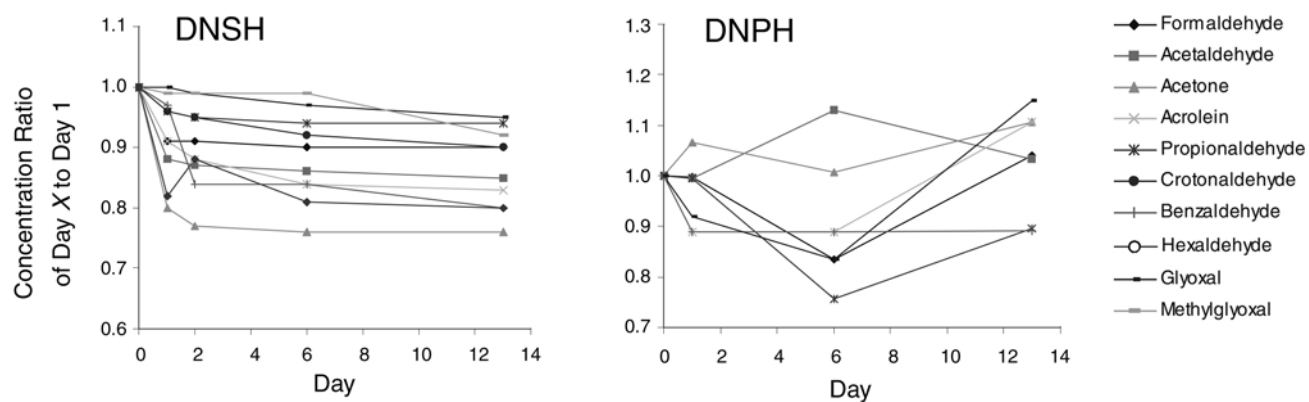 DNSH
Concentration Ratio
of Day X to Day 1
1.1
1.0
0.9
0.8
0.7
0.6
0 2 4 6 8 10 12 14
Day
DNPH
1.3
1.2
1.1
1.0
0.9
0.8
0.7
0 2 4 6 8 10 12 14
Day
Formaldehyde
Acetaldehyde
Acetone
Acrolein
Propionaldehyde
Crotonaldehyde
Benzaldehyde
Hexaldehyde
Glyoxal
Methylglyoxal